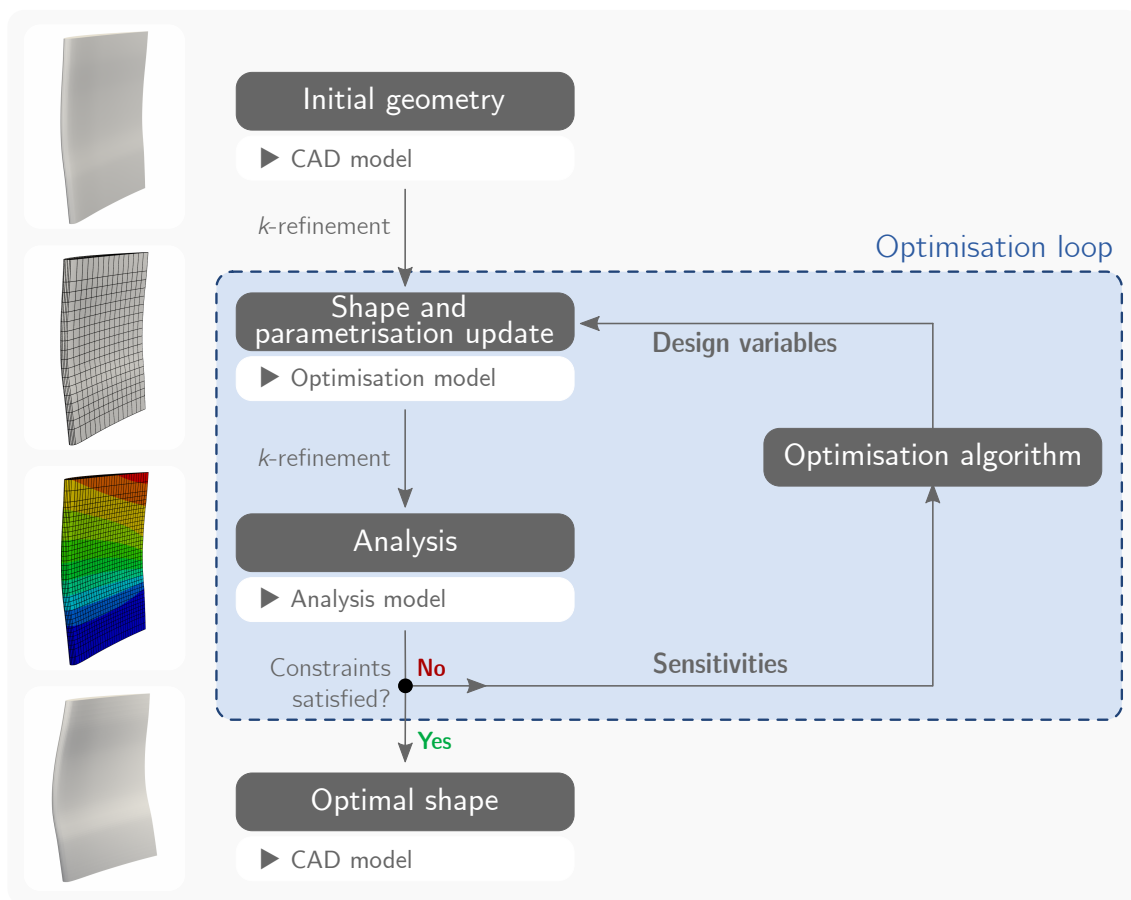 Initial geometry
▶ CAD model
k-refinement
Optimisation loop
Shape and
parametrisation update
Design variables
▶ Optimisation model
k-refinement
Optimisation algorithm
Analysis
▶ Analysis model
Constraints
satisfied?
No
Sensitivities
Yes
Optimal shape
▶ CAD model